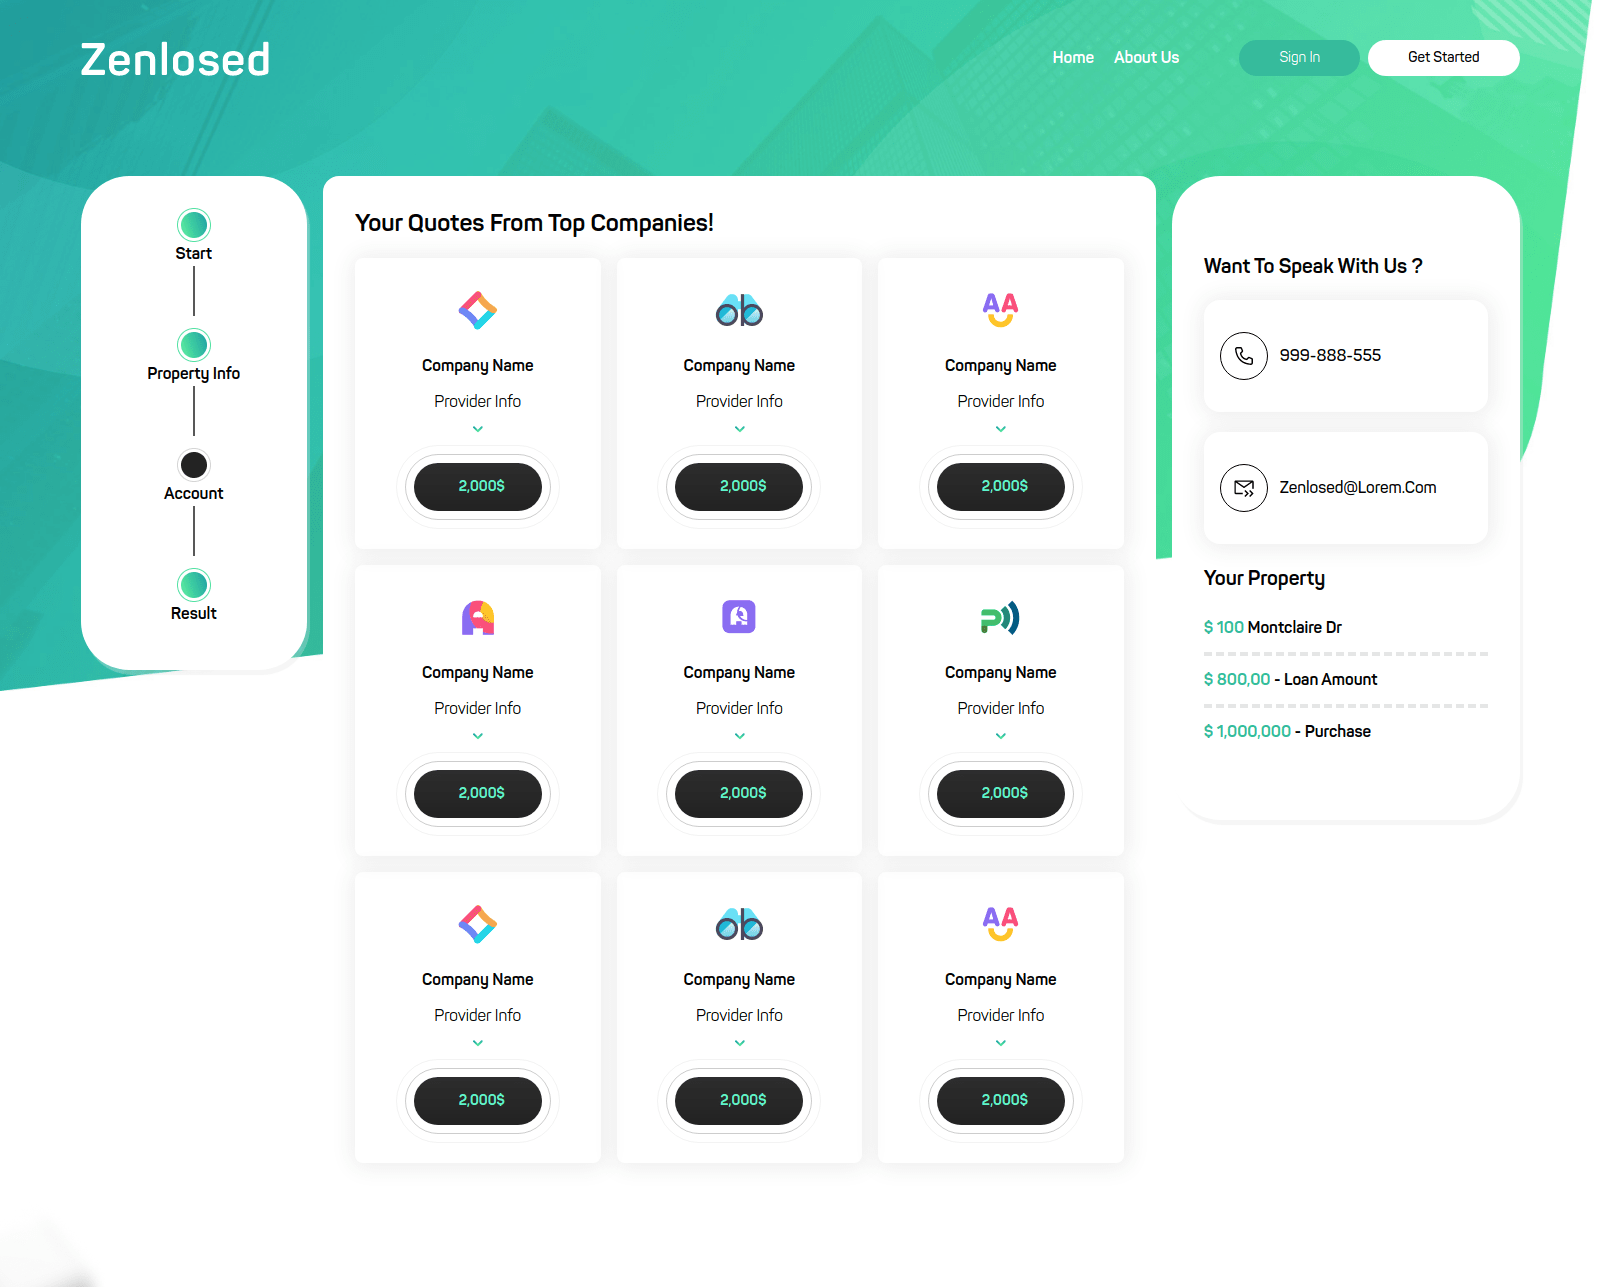 Zenlosed
Home
About Us
Sign In
Get Started
Start
Property Info
Account
Result
Your Quotes From Top Companies!
Company Name
Provider Info
2,000$
Company Name
Provider Info
2,000$
Company Name
Provider Info
2,000$
Company Name
Provider Info
2,000$
Company Name
Provider Info
2,000$
Company Name
Provider Info
2,000$
Company Name
Provider Info
2,000$
Company Name
Provider Info
2,000$
Company Name
Provider Info
2,000$
Want To Speak With Us ?
999-888-555
Zenlosed@Lorem.Com
Your Property
$ 100 Montclaire Dr
$ 800,00 - Loan Amount
$ 1,000,000 - Purchase